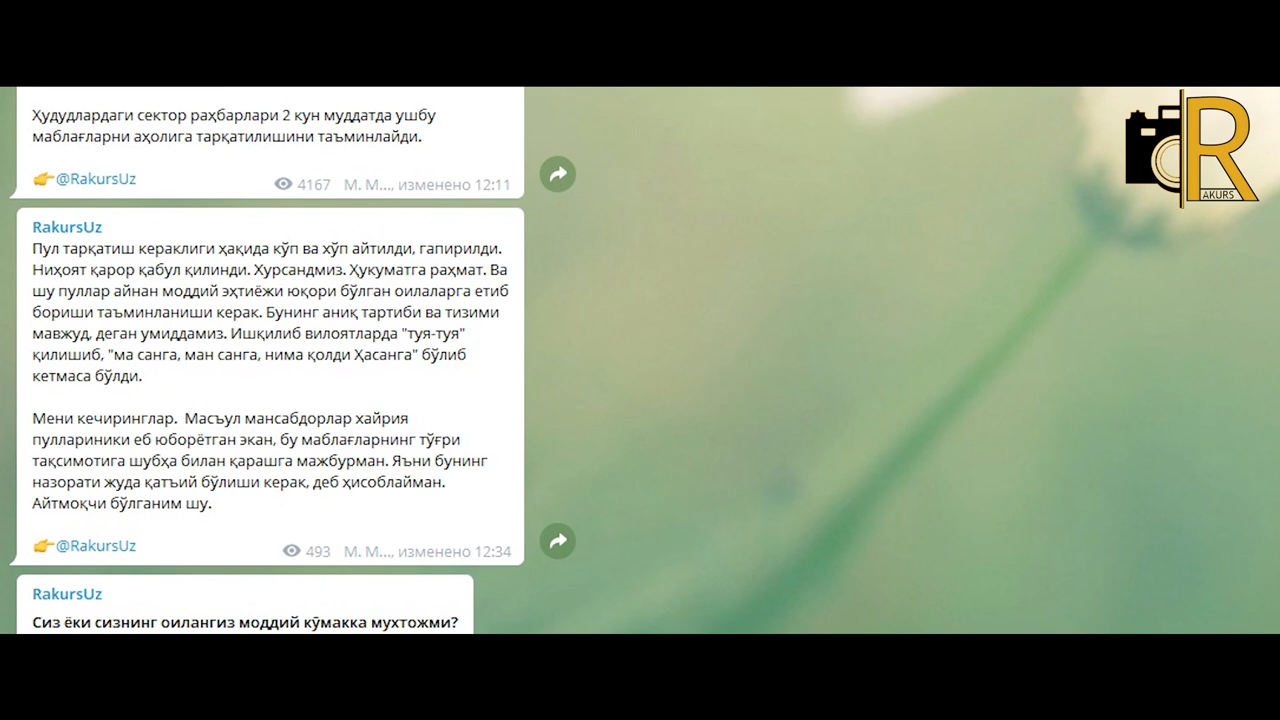 Ҳудудлардаги сектор раҳбарлари 2 кун муддатда ушбу
маблағларни аҳолига тарқатилишини таъминлайди.
👉@RakursUz
4167 М. М..., изменено 12:11
RakursUz
Пул тарқатиш кераклиги ҳақида кўп ва хўп айтилди, гапирилди.
Ниҳоят қарор қабул қилинди. Хурсандмиз. Ҳукуматга раҳмат. Ва
шу пуллар айнан моддий эҳтиёжи юқори бўлган оилаларга етиб
бориши таъминланиши керак. Бунинг аниқ тартиби ва тизими
мавжуд, деган умиддамиз. Ишқилиб вилоятларда "туя-туя"
қилишиб, "ма санга, ман санга, нима қолди Ҳасанга" бўлиб
кетмаса бўлди.
Мени кечиринглар.  Масъул мансабдорлар хайрия
пуллариники еб юборётган экан, бу маблағларнинг тўғри
тақсимотига шубҳа билан қарашга мажбурман. Яъни бунинг
назорати жуда қатъий бўлиши керак, деб ҳисоблайман.
Айтмоқчи бўлганим шу.
👉@RakursUz
493 М. М..., изменено 12:34
RakursUz
Сиз ёки сизнинг оилангиз моддий кўмакка мухтожми?
R
AKURS